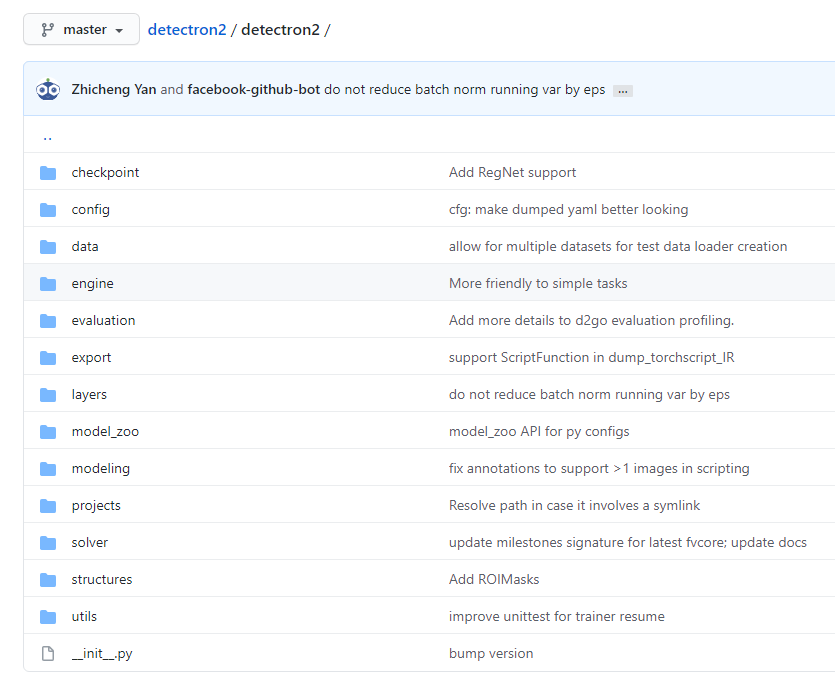 master detectron2 / detectron2 /
Zhicheng Yan and facebook-github-bot do not reduce batch norm running var by eps ...
..
checkpoint Add RegNet support
config cfg: make dumped yaml better looking
data allow for multiple datasets for test data loader creation
engine More friendly to simple tasks
evaluation Add more details to d2go evaluation profiling.
export support ScriptFunction in dump_torchscript_IR
layers do not reduce batch norm running var by eps
model_zoo model_zoo API for py configs
modeling fix annotations to support >1 images in scripting
projects Resolve path in case it involves a symlink
solver update milestones signature for latest fvcore; update docs
structures Add ROIMasks
utils improve unittest for trainer resume
__init__.py bump version